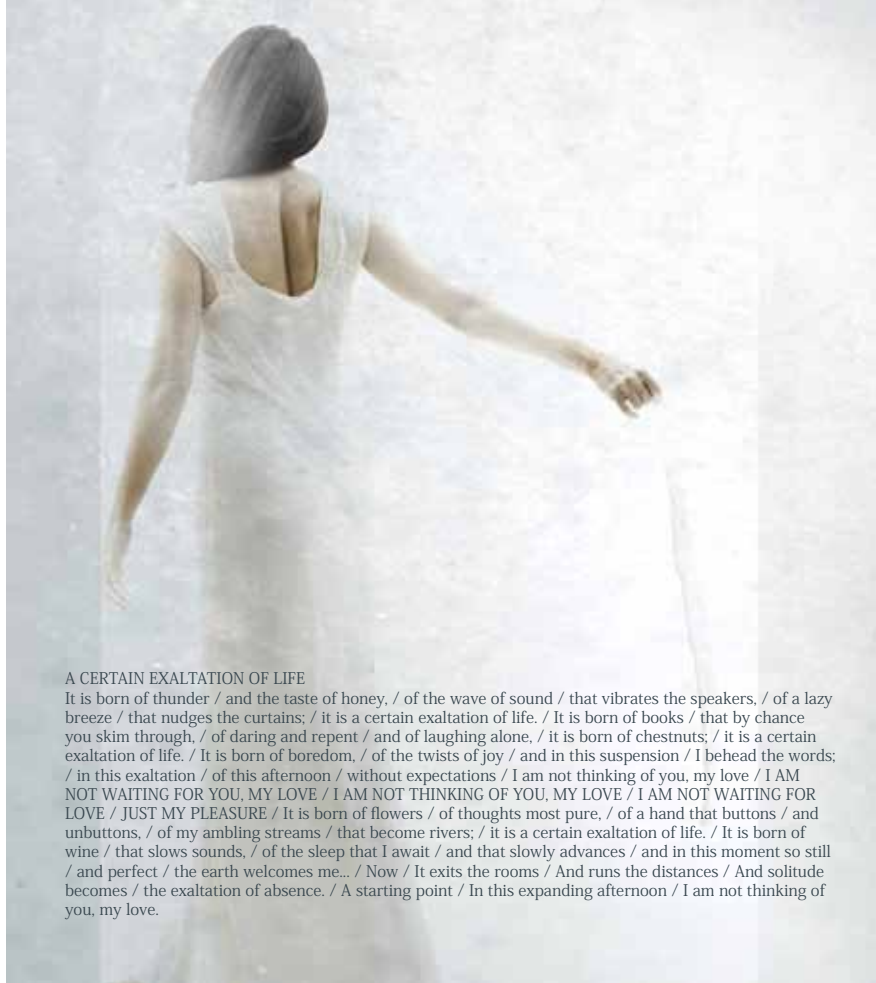 A CERTAIN EXALTATION OF LIFE
It is born of thunder / and the taste of honey, / of the wave of sound / that vibrates the speakers, / of a lazy
breeze / that nudges the curtains; / it is a certain exaltation of life. / It is born of books / that by chance
you skim through, / of daring and repent / and of laughing alone, / it is born of chestnuts; / it is a certain
exaltation of life. / It is born of boredom, / of the twists of joy / and in this suspension / I behead the words;
/ in this exaltation / of this afternoon / without expectations / I am not thinking of you, my love / I AM
NOT WAITING FOR YOU, MY LOVE / I AM NOT THINKING OF YOU, MY LOVE / I AM NOT WAITING FOR
LOVE / JUST MY PLEASURE / It is born of flowers / of thoughts most pure, / of a hand that buttons / and
unbuttons, / of my ambling streams / that become rivers; / it is a certain exaltation of life. / It is born of
wine / that slows sounds, / of the sleep that I await / and that slowly advances / and in this moment so still
/ and perfect / the earth welcomes me... / Now / It exits the rooms / And runs the distances / And solitude
becomes / the exaltation of absence. / A starting point / In this expanding afternoon / I am not thinking of
you, my love.